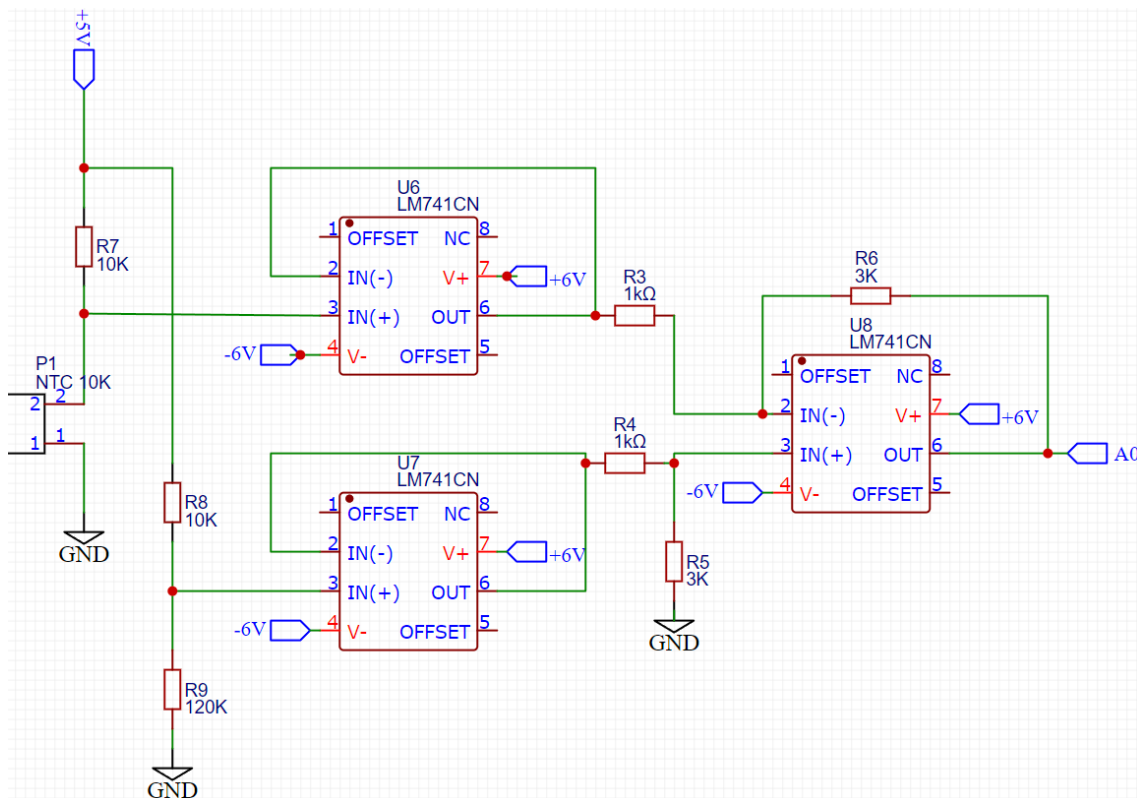 +5V
R7
10K
P1
NTC 10K
2
2
1
1
GND
R8
10K
R9
120K
GND
U6
LM741CN
1
OFFSET
NC
8
2
IN(-)
V+
7
+6V
3
IN(+)
OUT
6
-6V
4
V-
OFFSET
5
R3
1kΩ
R4
1kΩ
U7
LM741CN
1
OFFSET
NC
8
2
IN(-)
V+
7
+6V
3
IN(+)
OUT
6
-6V
4
V-
OFFSET
5
R5
3K
GND
R6
3K
U8
LM741CN
1
OFFSET
NC
8
2
IN(-)
V+
7
+6V
3
IN(+)
OUT
6
A0
-6V
4
V-
OFFSET
5